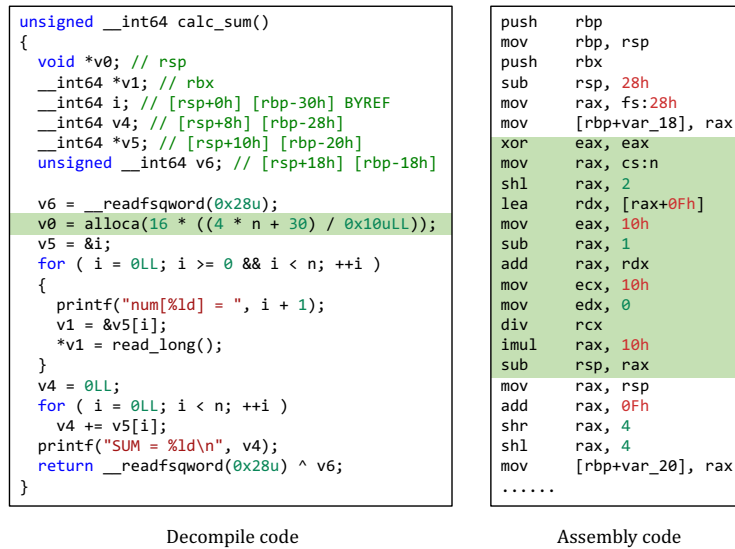 unsigned __int64 calc_sum()
{
  void *v0; // rsp
  __int64 *v1; // rbx
  __int64 i; // [rsp+0h] [rbp-30h] BYREF
  __int64 v4; // [rsp+8h] [rbp-28h]
  __int64 *v5; // [rsp+10h] [rbp-20h]
  unsigned __int64 v6; // [rsp+18h] [rbp-18h]

  v6 = __readfsqword(0x28u);
  v0 = alloca(16 * ((4 * n + 30) / 0x10uLL));
  v5 = &i;
  for ( i = 0LL; i >= 0 && i < n; ++i )
  {
    printf("num[%ld] = ", i + 1);
    v1 = &v5[i];
    *v1 = read_long();
  }
  v4 = 0LL;
  for ( i = 0LL; i < n; ++i )
    v4 += v5[i];
  printf("SUM = %ld\n", v4);
  return __readfsqword(0x28u) ^ v6;
}
Decompile code
push rbp
mov rbp, rsp
push rbx
sub rsp, 28h
mov rax, fs:28h
mov [rbp+var_18], rax
xor eax, eax
mov rax, cs:n
shl rax, 2
lea rdx, [rax+0Fh]
mov eax, 10h
sub rax, 1
add rax, rdx
mov ecx, 10h
mov edx, 0
div rcx
imul rax, 10h
sub rsp, rax
mov rax, rsp
add rax, 0Fh
shr rax, 4
shl rax, 4
mov [rbp+var_20], rax
......
Assembly code